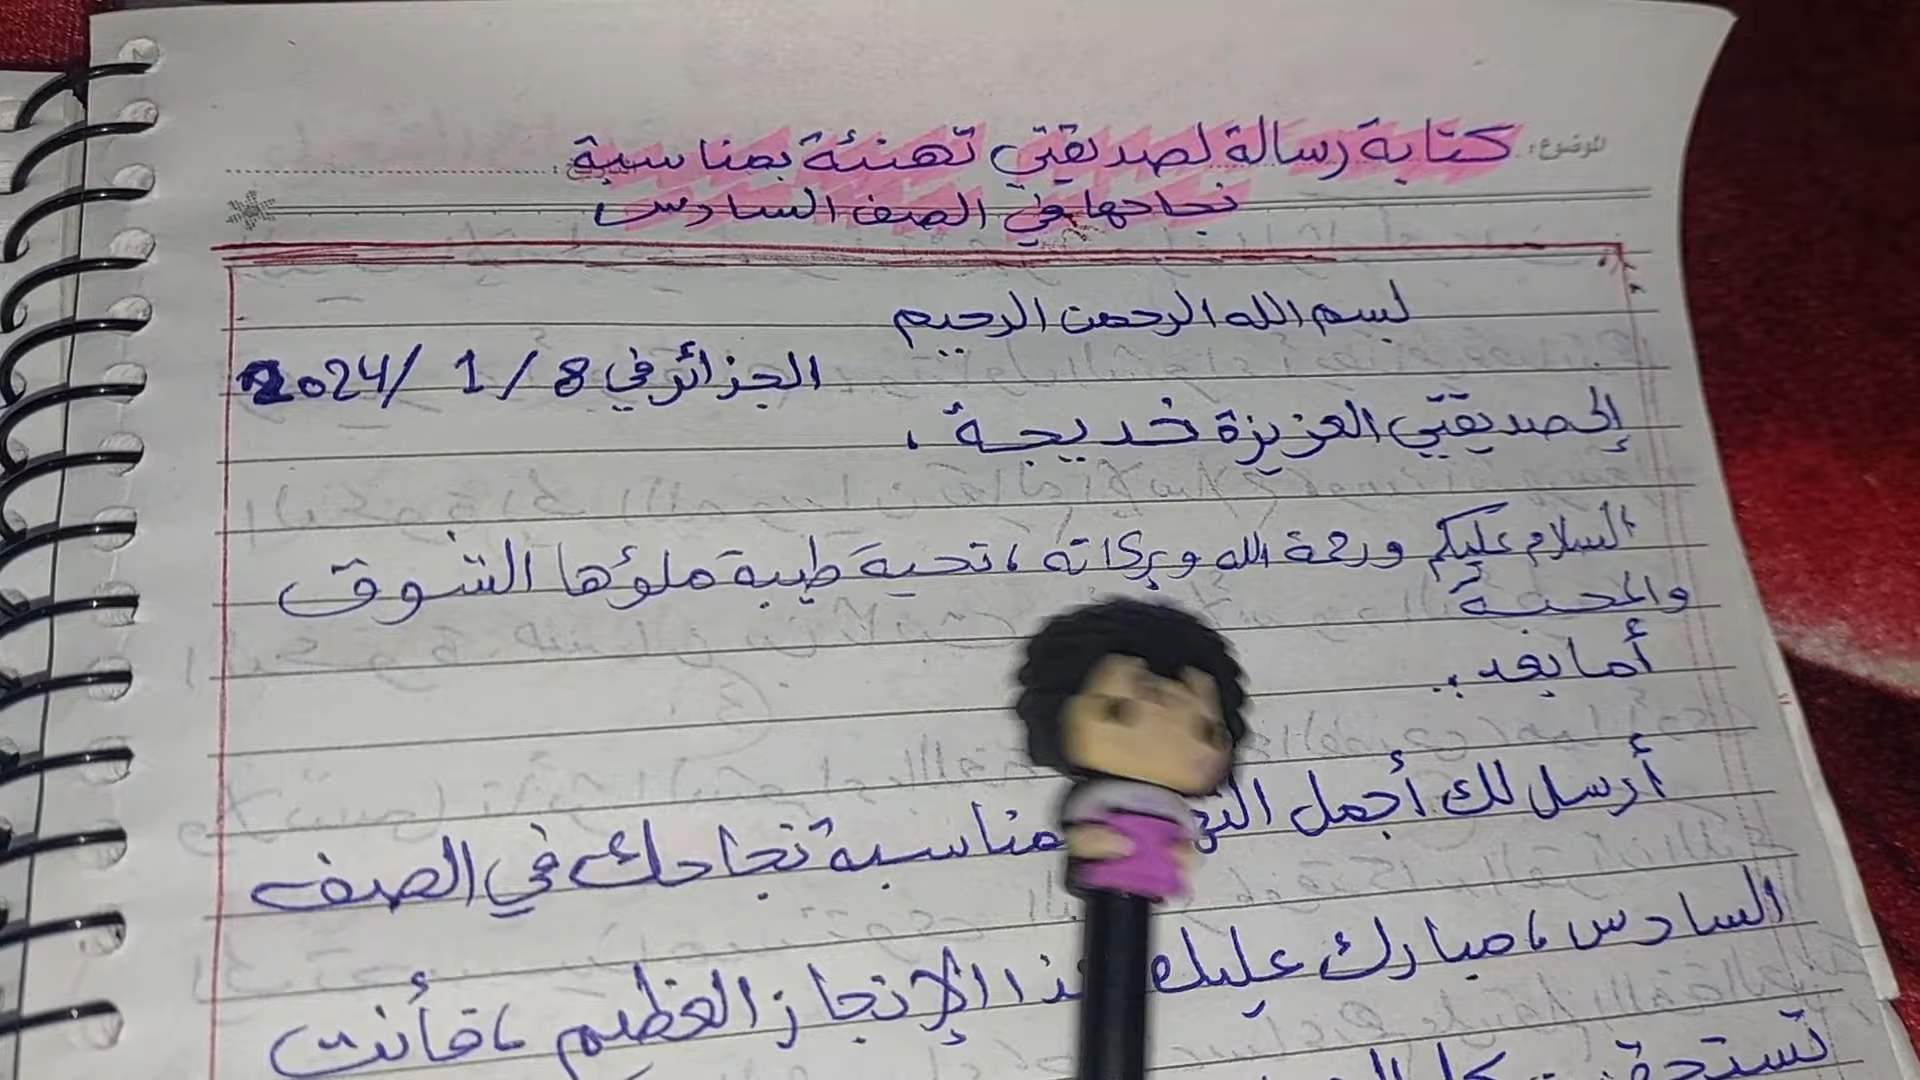 الموضوع:
كتابة رسالة لصديقتي تهنئة بمناسبة
نجاحها في الصف السادس
بسم الله الرحمن الرحيم
الجزائر في 8 / 1 / 2024
إلى صديقتي العزيزة خديجة،
السلام عليكم ورحمة الله وبركاته، تحية طيبة ملؤها الشوق
والمحبة
أما بعد..
أرسل لك أجمل مناسبة نجاحك في الصف
السادس، مبارك عليك الإنجاز العظيم، فأنت